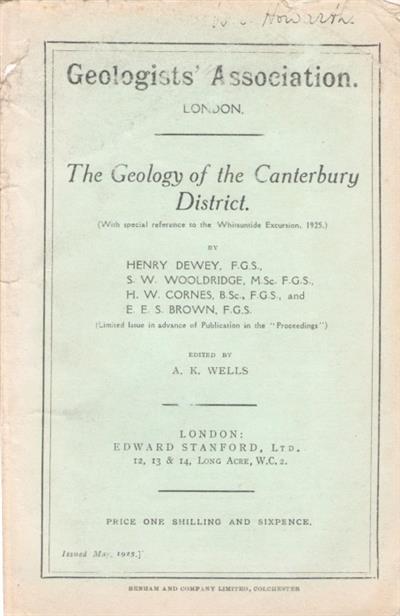 Howarth.
Geologists' Association.
LONDON.
The Geology of the Canterbury
District.
(With special reference to the Whitsuntide Excursion, 1925.)
BY
HENRY DEWEY, F.G.S.,
S. W. WOOLDRIDGE, M.Sc. F.G.S.,
H. W. CORNES, B.Sc., F.G.S., and
E. E. S. BROWN, F.G.S.
(Limited Issue in advance of Publication in the "Proceedings")
EDITED BY
A. K. WELLS
LONDON:
EDWARD STANFORD, LTD.
12, 13 & 14, LONG ACRE, W.C. 2.
PRICE ONE SHILLING AND SIXPENCE.
Issued May, 1925.]
BENHAM AND COMPANY LIMITED, COLCHESTER